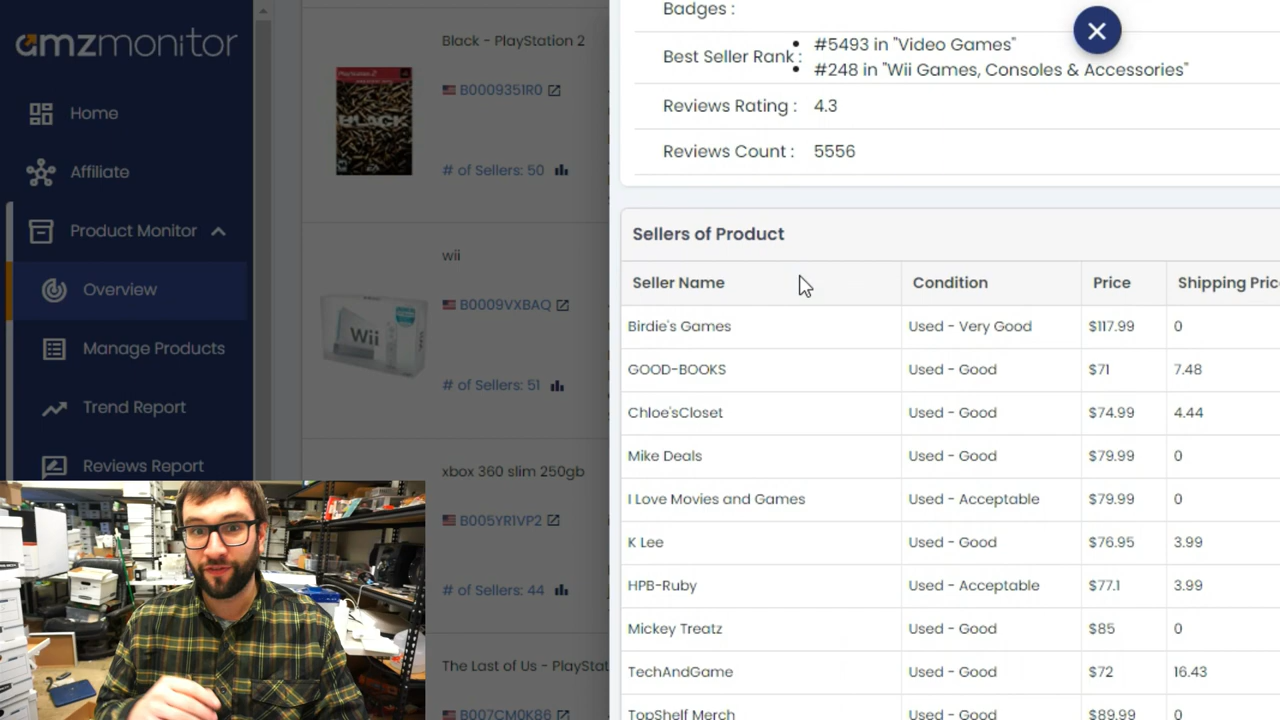 amzmonitor
Home
Affiliate
Product Monitor
Overview
Manage Products
Trend Report
Reviews Report
Black - PlayStation 2
PlayStation 2
BLACK
B0009351R0
# of Sellers: 50
wii
Wii
B0009VXBAQ
# of Sellers: 51
xbox 360 slim 250gb
B005YR1VP2
# of Sellers: 44
The Last of Us - PlayStat
B007CM0K86
Badges :
Best Seller Rank :
#5493 in "Video Games"
#248 in "Wii Games, Consoles & Accessories"
Reviews Rating : 4.3
Reviews Count : 5556
Sellers of Product
Seller Name Condition Price Shipping Pric
Birdie's Games Used - Very Good $117.99 0
GOOD-BOOKS Used - Good $71 7.48
Chloe'sCloset Used - Good $74.99 4.44
Mike Deals Used - Good $79.99 0
I Love Movies and Games Used - Acceptable $79.99 0
K Lee Used - Good $76.95 3.99
HPB-Ruby Used - Acceptable $77.1 3.99
Mickey Treatz Used - Good $85 0
TechAndGame Used - Good $72 16.43
TopShelf Merch Used - Good $89.99 0